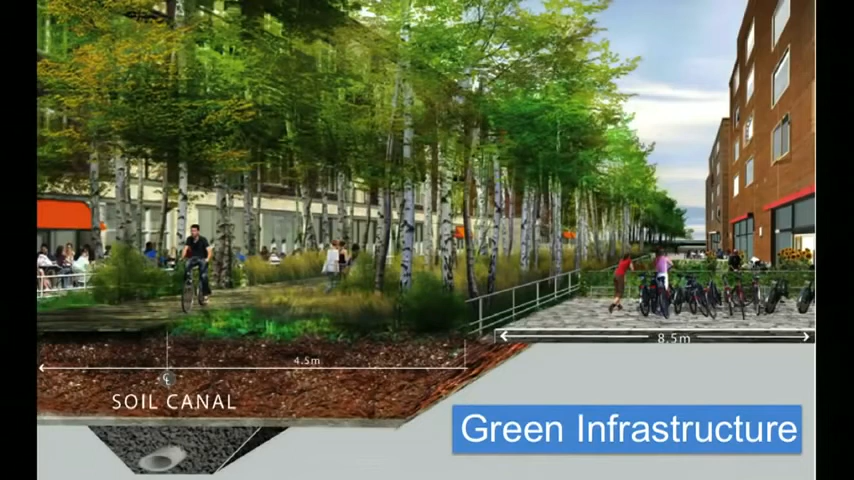 8.5m
4.5m
℄
SOIL CANAL
Green Infrastructure